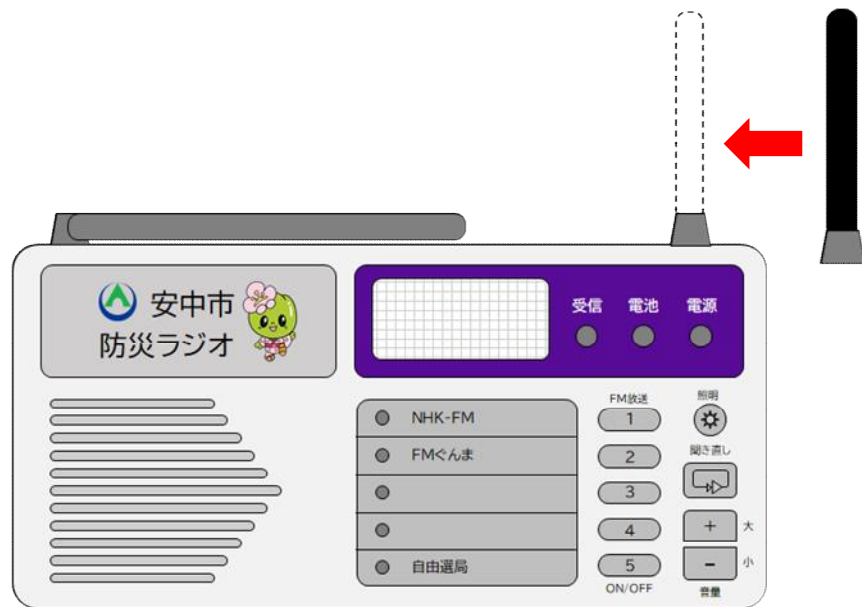 安中市
防災ラジオ
受信 電池 電源
FM放送
照明
NHK-FM
1
FMぐんま
2
聞き直し
3
4
+
大
自由選局
5
-
小
ON/OFF
音量